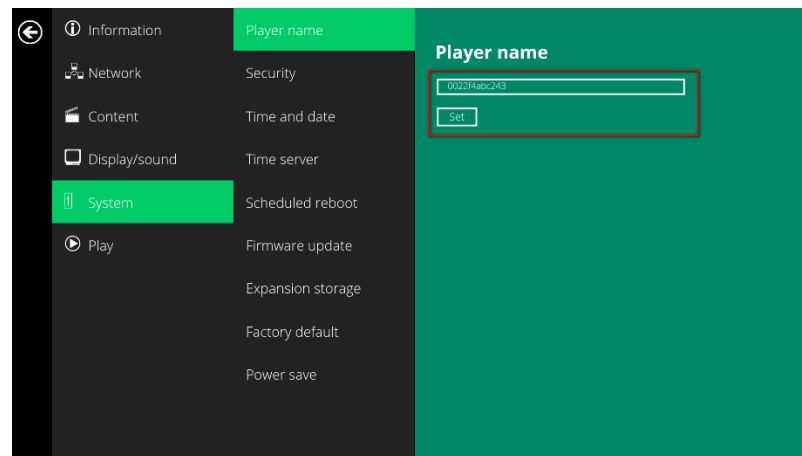 Information
Network
Content
Display/sound
System
Play
Player name
Security
Time and date
Time server
Scheduled reboot
Firmware update
Expansion storage
Factory default
Power save
Player name
0022f4abc243
Set